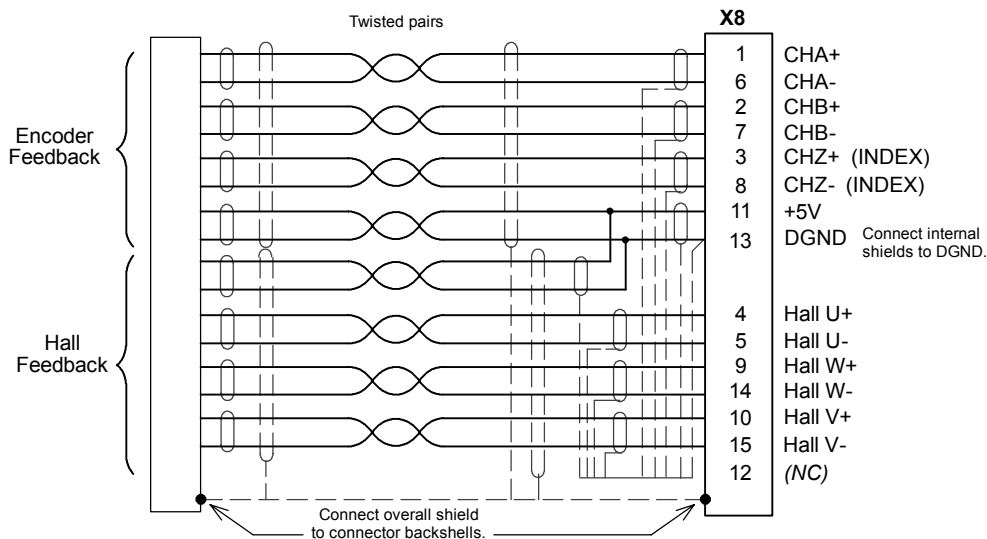 Twisted pairs
X8
1 CHA+
6 CHA-
2 CHB+
7 CHB-
3 CHZ+ (INDEX)
8 CHZ- (INDEX)
11 +5V
13 DGND
Connect internal
shields to DGND.
4 Hall U+
5 Hall U-
9 Hall W+
14 Hall W-
10 Hall V+
15 Hall V-
12 (NC)
Encoder
Feedback
Hall
Feedback
Connect overall shield
to connector backshells.